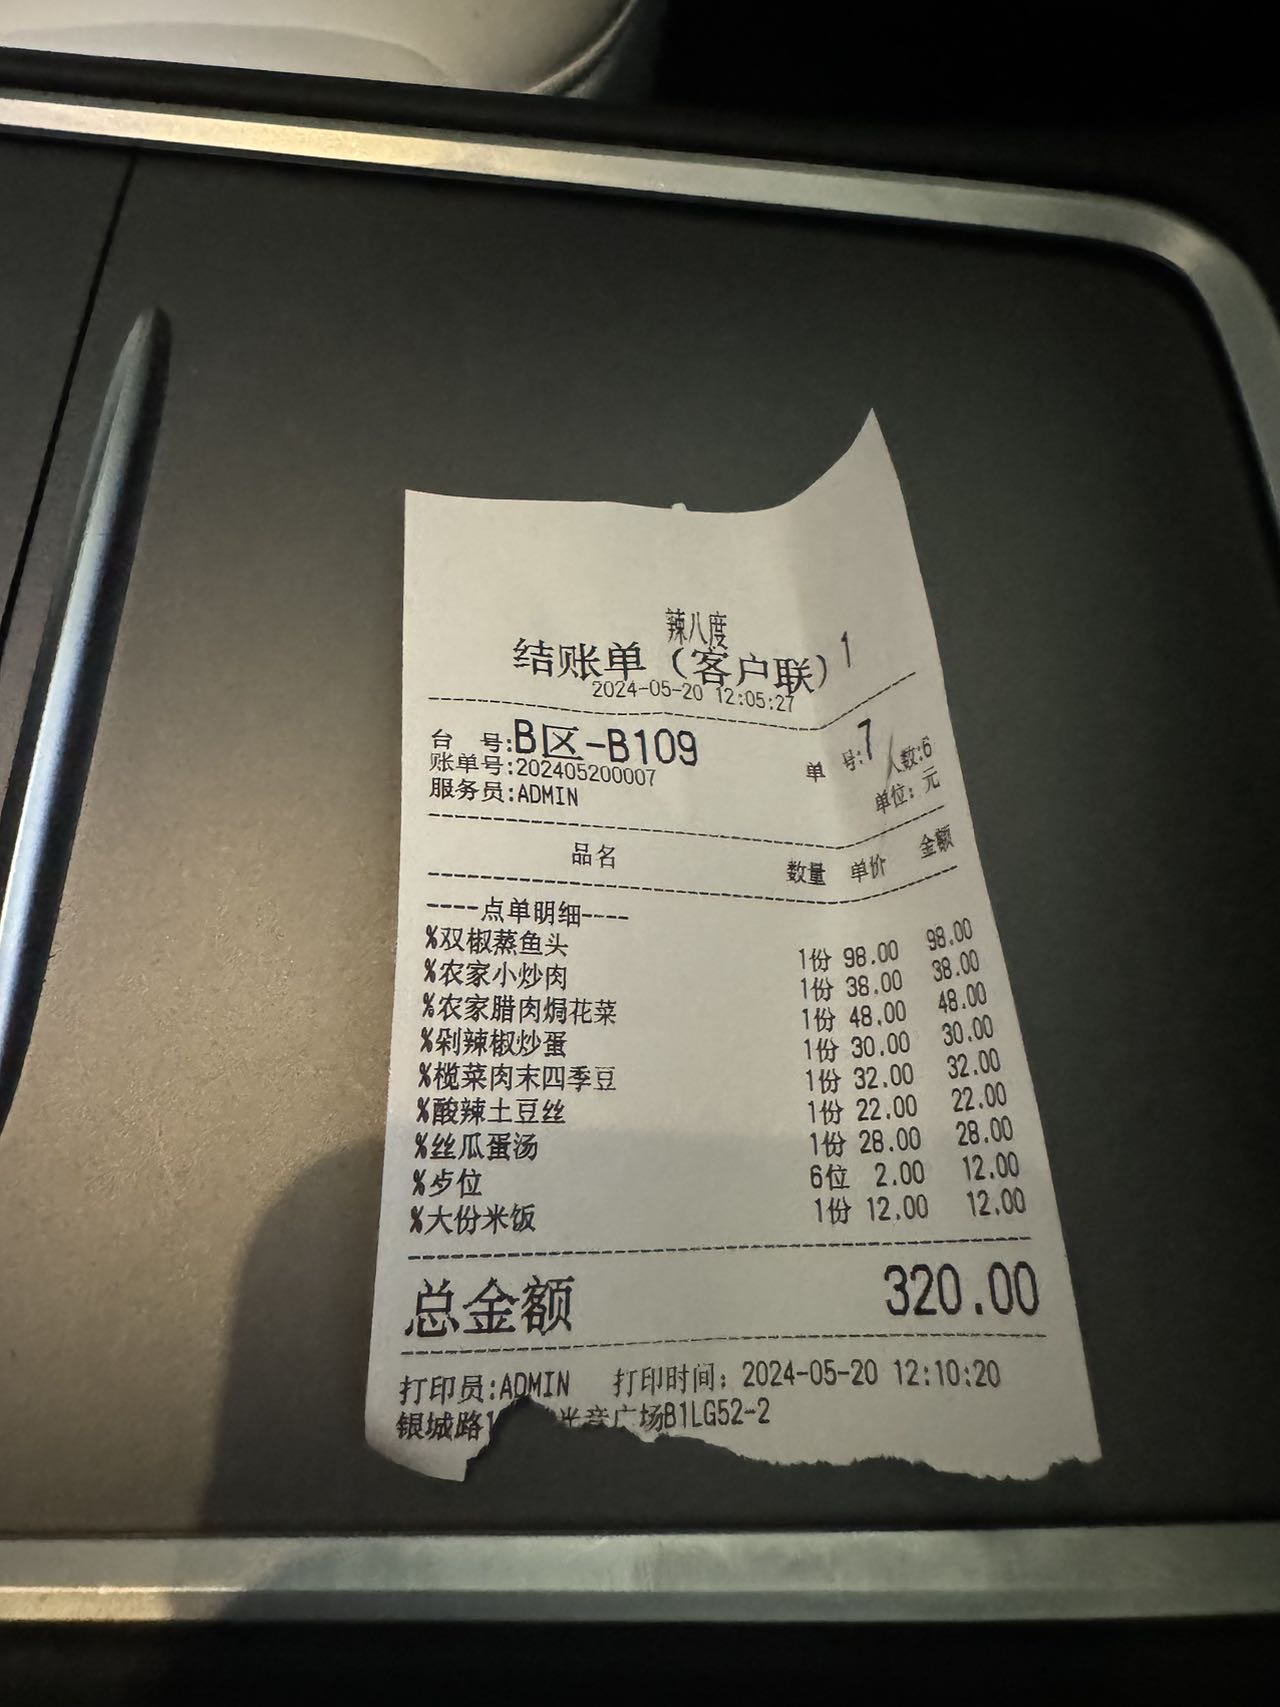 辣八度
结账单（客户联）1
2024-05-20 12:05:27
台 号:B区-B109 单 号:7
账单号:202405200007 人数:6
服务员:ADMIN 单位: 元
品名 数量 单价 金额
----点单明细----
%双椒蒸鱼头 1份 98.00 98.00
%农家小炒肉 1份 38.00 38.00
%农家腊肉焗花菜 1份 48.00 48.00
%剁辣椒炒蛋 1份 30.00 30.00
%榄菜肉末四季豆 1份 32.00 32.00
%酸辣土豆丝 1份 22.00 22.00
%丝瓜蛋汤 1份 28.00 28.00
%歺位 6位 2.00 12.00
%大份米饭 1份 12.00 12.00
总金额 320.00
打印员:ADMIN 打印时间: 2024-05-20 12:10:20
银城路1 广场B1LG52-2